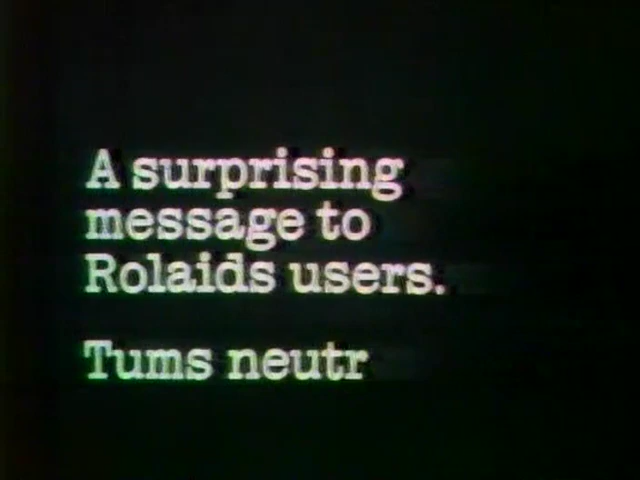 A surprising
message to
Rolaids users.
Tums neutr